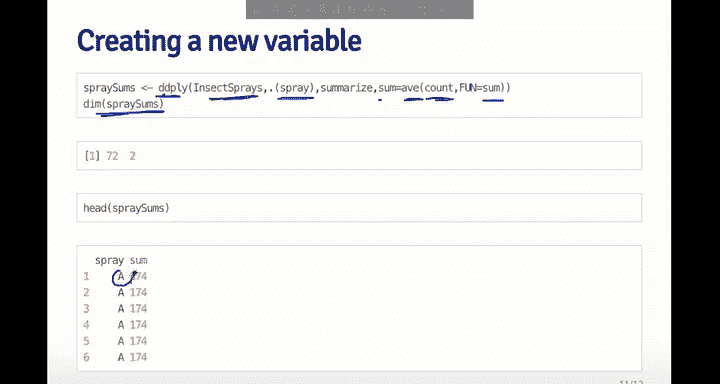 Creating a new variable
spraySums <- ddply(InsectSprays,.(spray),summarize,sum=ave(count,FUN=sum))
dim(spraySums)
[1] 72 2
head(spraySums)
spray sum
1 A 174
2 A 174
3 A 174
4 A 174
5 A 174
6 A 174